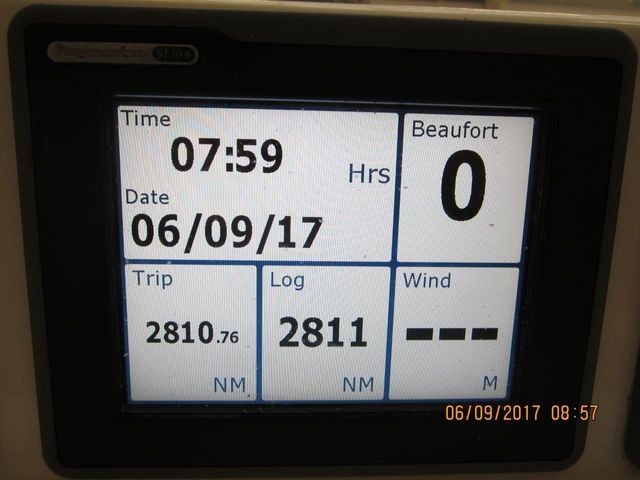 Raymarine ST70+
Time
07:59
Hrs
Date
06/09/17
Beaufort
0
Trip
2810.76
NM
Log
2811
NM
Wind
---
M
06/09/2017 08:57